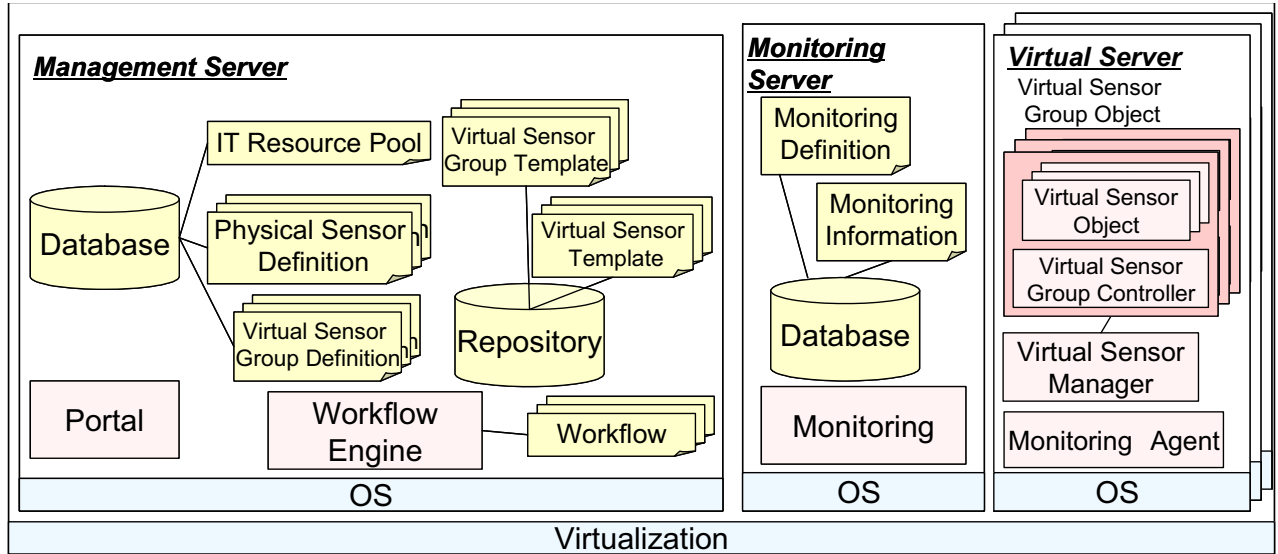 Management Server
IT Resource Pool
Virtual Sensor
Group Template
Database
Physical Sensor
Definition
Virtual Sensor
Template
Virtual Sensor
Group Definition
Repository
Portal
Workflow
Engine
Workflow
OS
Monitoring
Server
Monitoring
Definition
Monitoring
Information
Database
Monitoring
OS
Virtual Server
Virtual Sensor
Group Object
Virtual Sensor
Object
Virtual Sensor
Group Controller
Virtual Sensor
Manager
Monitoring Agent
OS
Virtualization